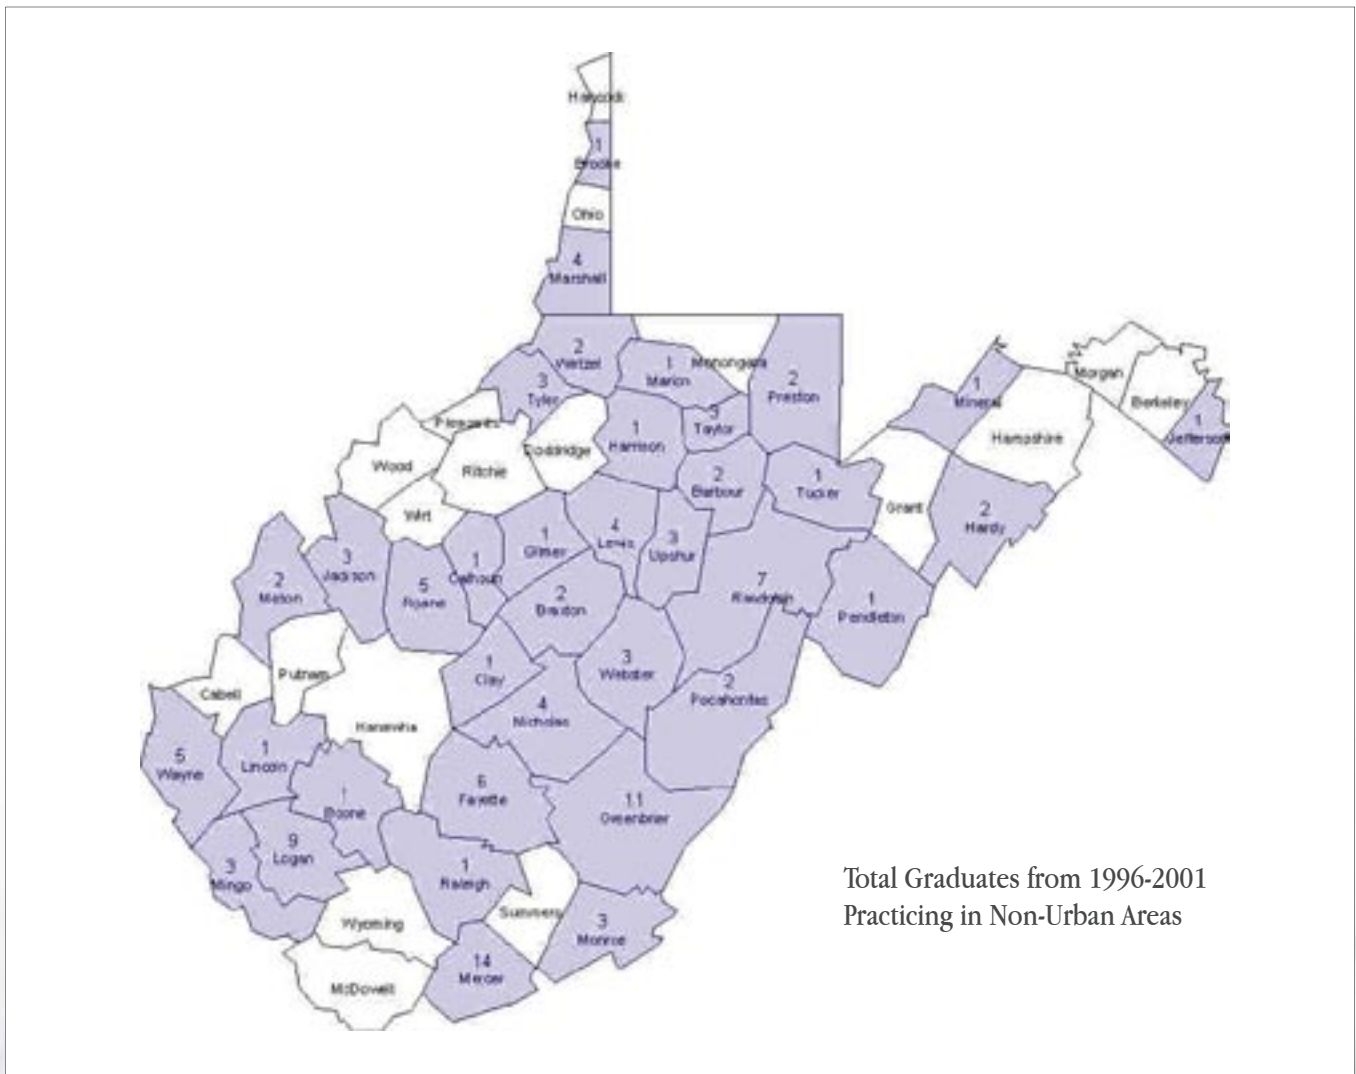 Hancock
1
Brooke
Ohio
4
Marshall
2
Wetzel
1
Marion
Monongalia
2
Preston
3
Tyler
3
Taylor
Pleasants
1
Harrison
Doddridge
Wood
Ritchie
Wirt
2
Barbour
1
Tucker
1
Mineral
Hampshire
Morgan
Berkeley
1
Jefferson
Grant
2
Hardy
1
Gilmer
4
Lewis
3
Upshur
3
Jackson
2
Mason
5
Roane
1
Calhoun
2
Braxton
7
Randolph
1
Pendleton
Putnam
Cabell
Kanawha
1
Clay
3
Webster
2
Pocahontas
4
Nicholas
5
Wayne
1
Lincoln
1
Boone
6
Fayette
11
Greenbrier
9
Logan
3
Mingo
1
Raleigh
Summers
3
Monroe
Wyoming
14
Mercer
McDowell
Total Graduates from 1996-2001
Practicing in Non-Urban Areas